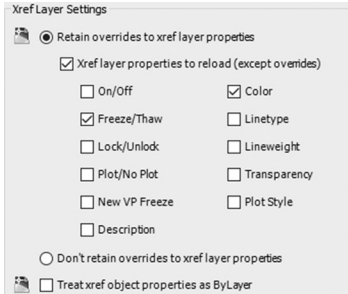 Xref Layer Settings
Retain overrides to xref layer properties
Xref layer properties to reload (except overrides)
On/Off
Color
Freeze/Thaw
Linetype
Lock/Unlock
Lineweight
Plot/No Plot
Transparency
New VP Freeze
Plot Style
Description
Don't retain overrides to xref layer properties
Treat xref object properties as ByLayer